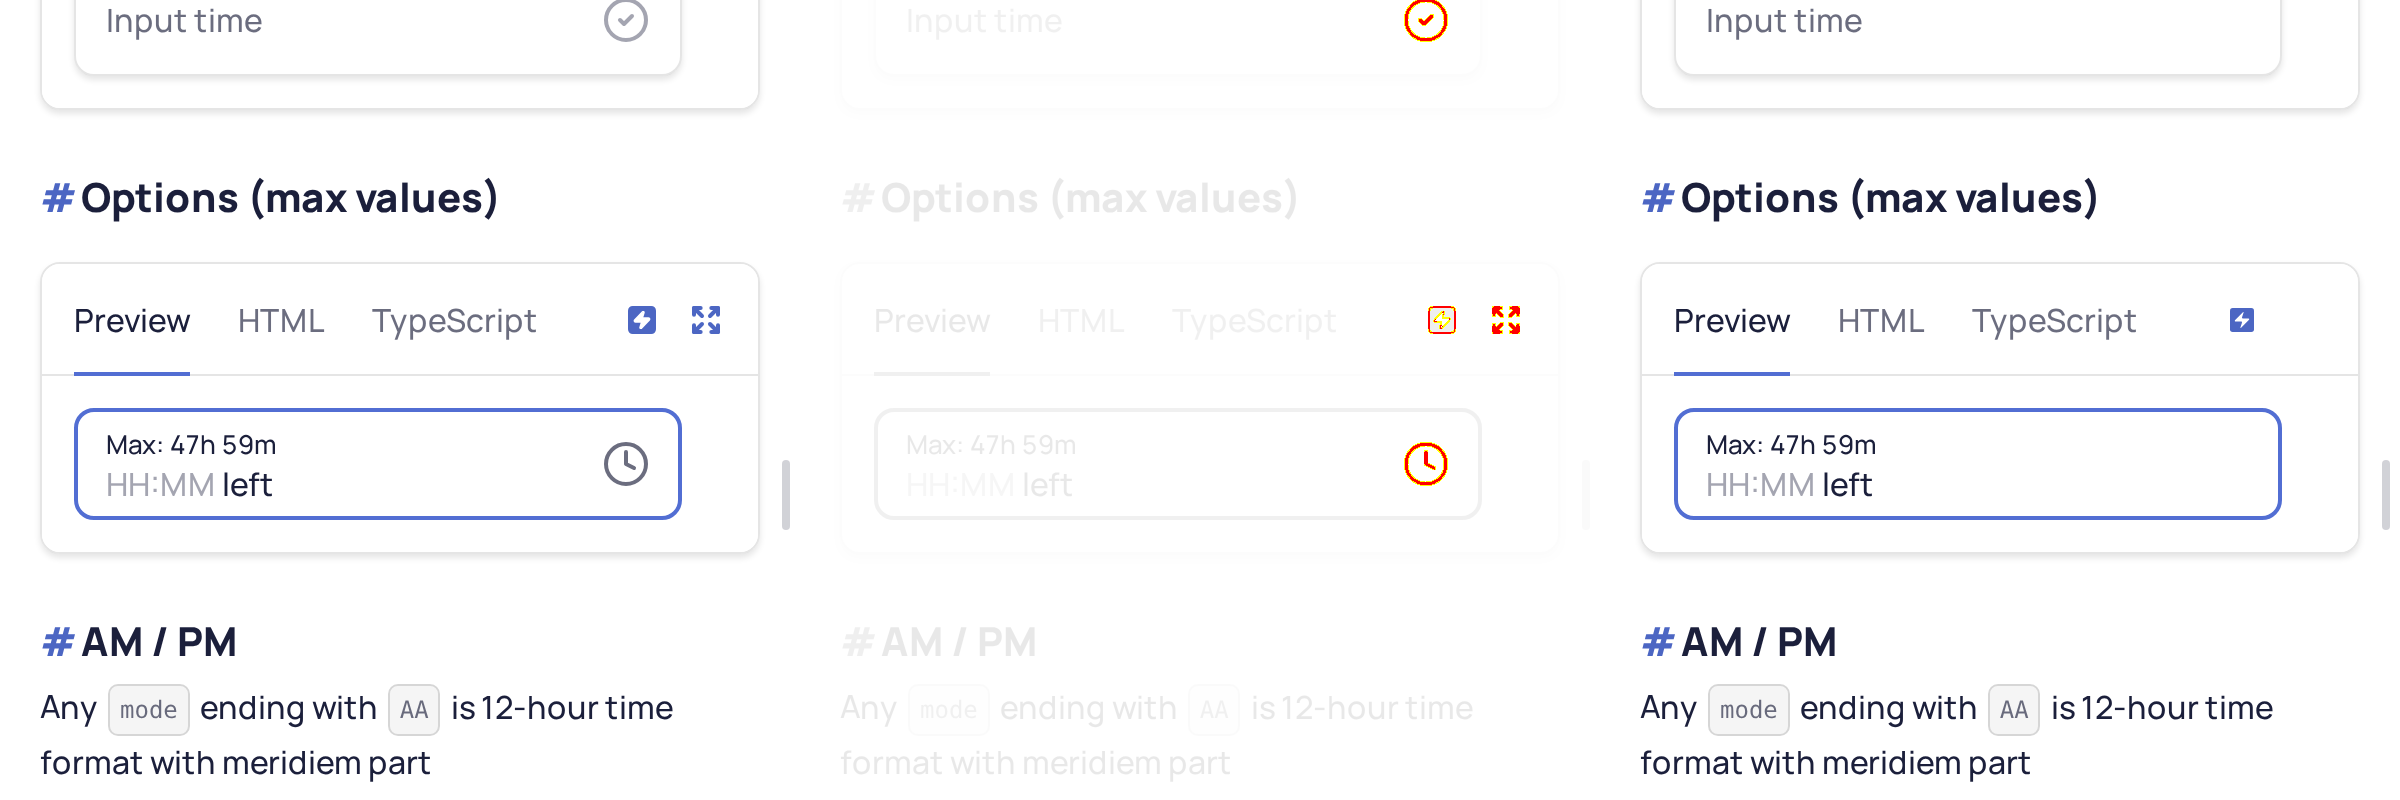 Input time
Input time
Input time
# Options (max values)
# Options (max values)
# Options (max values)
Preview HTML TypeScript
Preview HTML TypeScript
Preview HTML TypeScript
Max: 47h 59m
HH:MM left
Max: 47h 59m
HH:MM left
Max: 47h 59m
HH:MM left
# AM / PM
# AM / PM
# AM / PM
Any mode ending with AA is 12-hour time
format with meridiem part
Any mode ending with AA is 12-hour time
format with meridiem part
Any mode ending with AA is 12-hour time
format with meridiem part